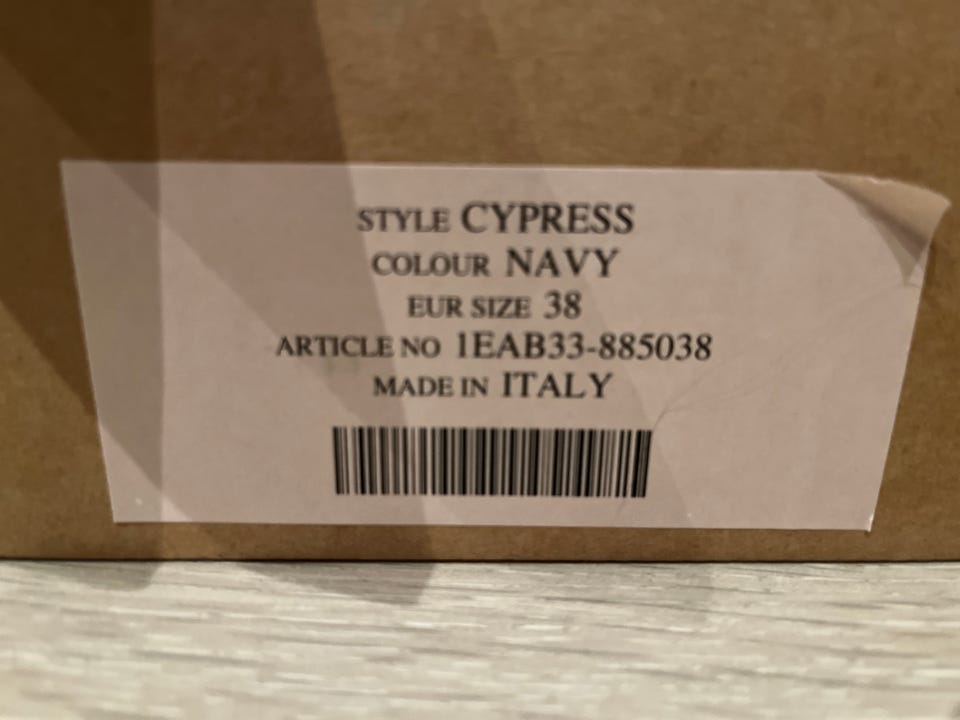 STYLE CYPRESS
COLOUR NAVY
EUR SIZE 38
ARTICLE NO 1EAB33-885038
MADE IN ITALY